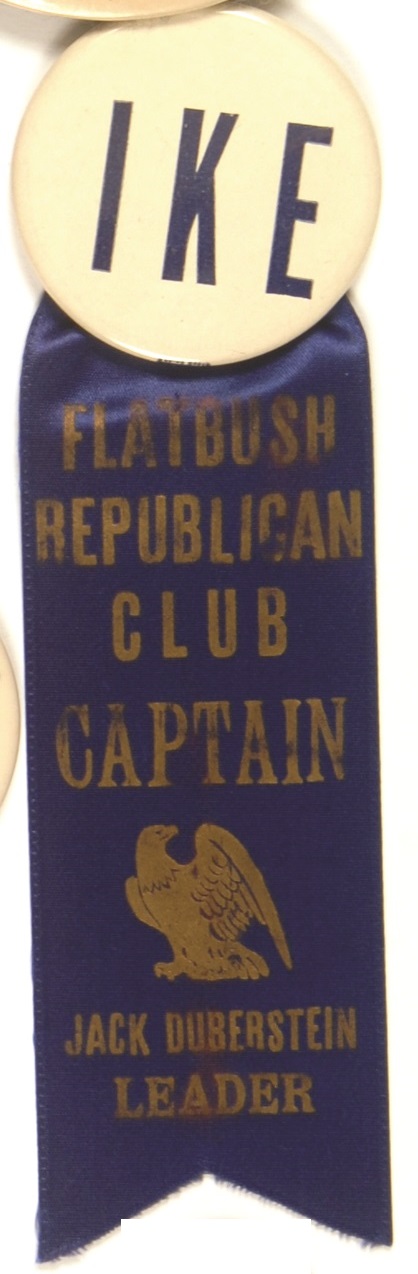 IKE
FLATBUSH
REPUBLICAN
CLUB
CAPTAIN
JACK DUBERSTEIN
LEADER